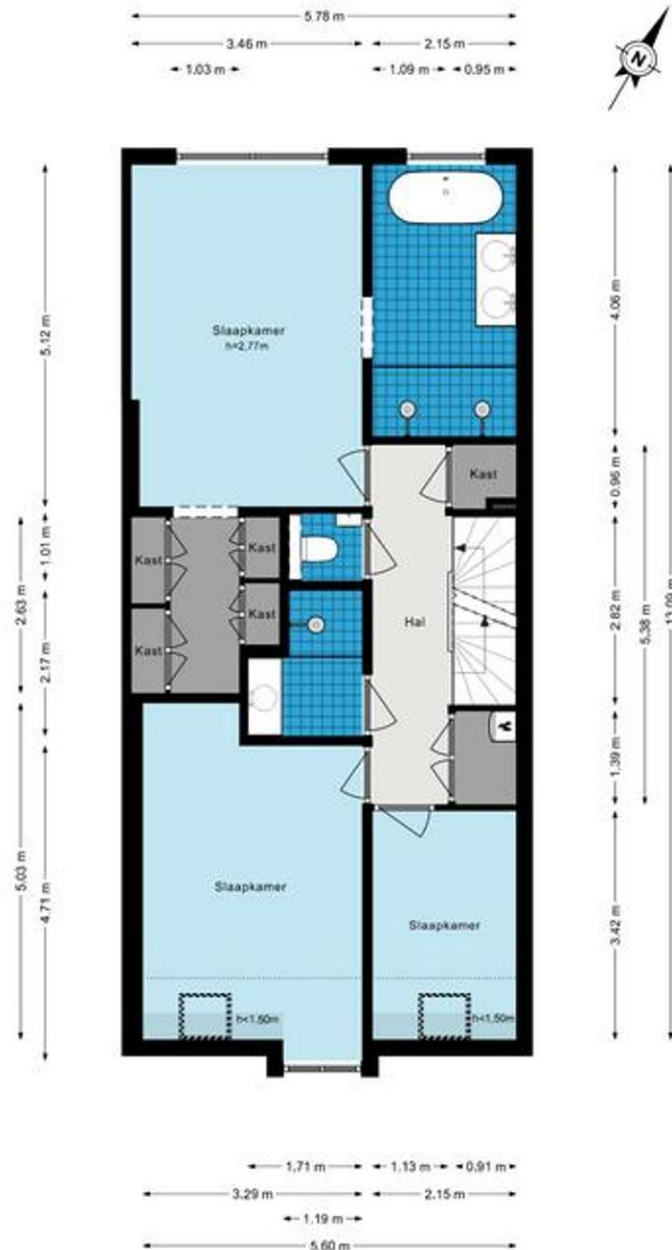 5.78 m
3.46 m
2.15 m
1.03 m
1.09 m
0.95 m
N
5.12 m
4.06 m
Slaapkamer
h=2,77m
Kast
0.96 m
1.01 m
2.63 m
2.17 m
Kast
Kast
Kast
Kast
Hal
2.82 m
5.38 m
1.39 m
5.03 m
4.71 m
Slaapkamer
Slaapkamer
3.42 m
h<1.50m
h<1.50m
1.71 m
1.13 m
0.91 m
3.29 m
2.15 m
1.19 m
5.60 m